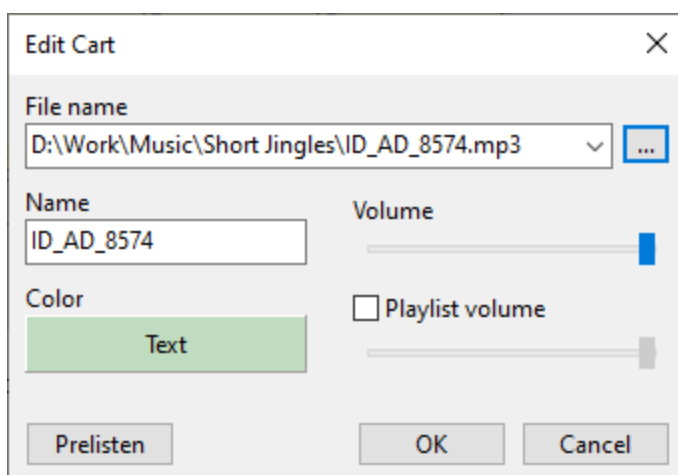 Edit Cart
File name
D:\Work\Music\Short Jingles\ID_AD_8574.mp3
...
Name
Volume
ID_AD_8574
Color
Playlist volume
Text
Prelisten
OK
Cancel